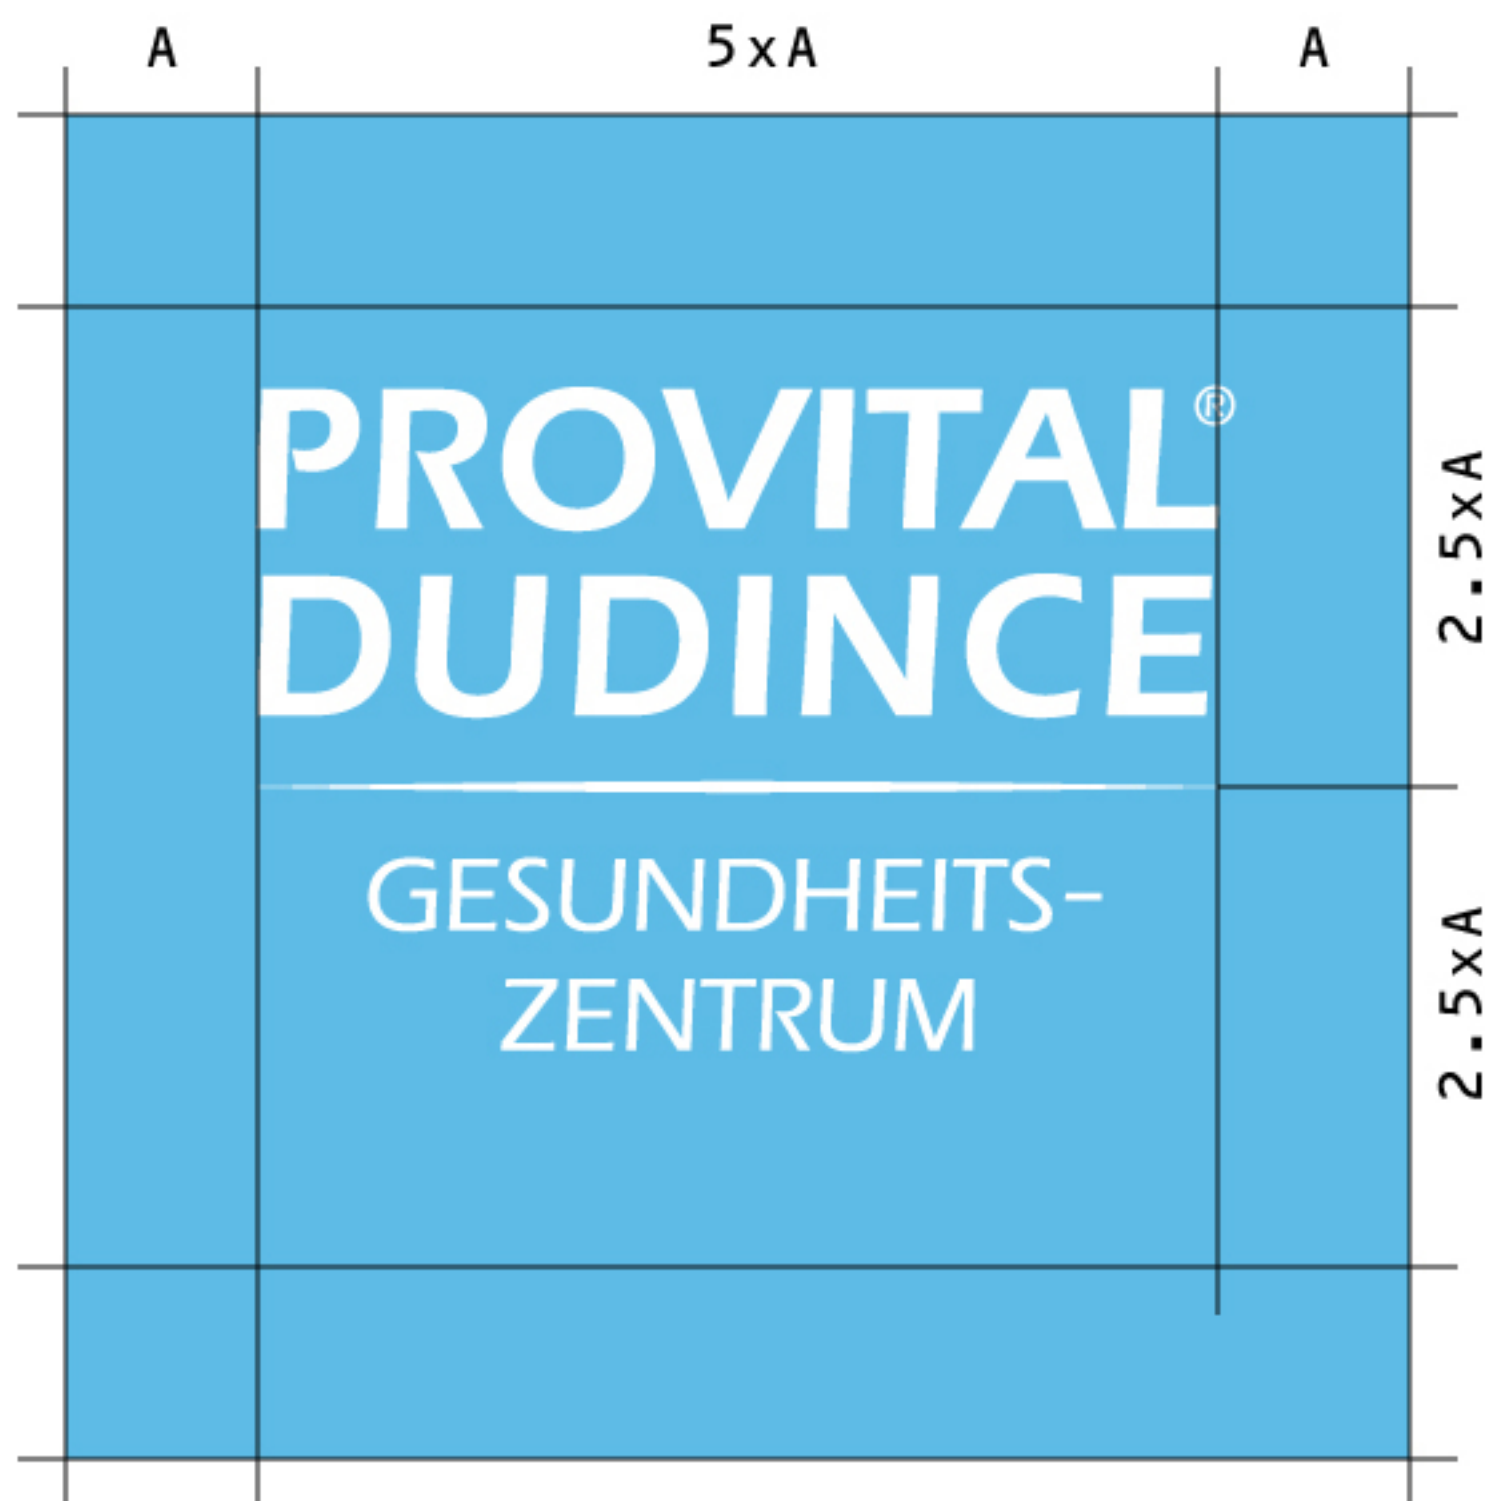 A 5xA A
PROVITAL®
DUDINCE
2.5xA
GESUNDHEITS-
ZENTRUM
2.5xA